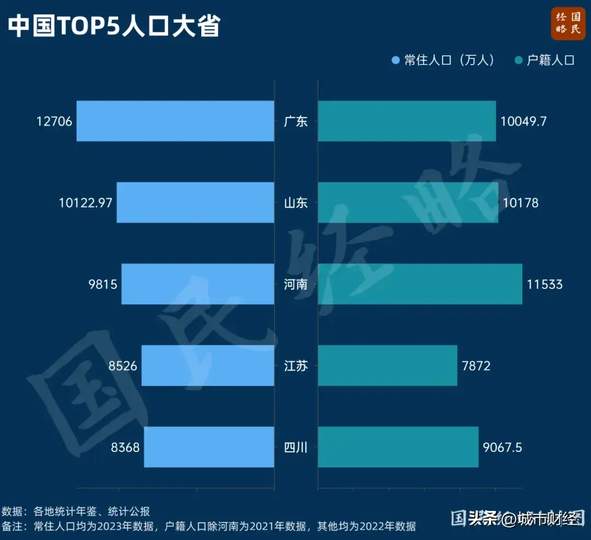 中国TOP5人口大省
国民经略
常住人口（万人） 户籍人口
12706 广东 10049.7
10122.97 山东 10178
9815 河南 11533
8526 江苏 7872
8368 四川 9067.5
国民经略
数据：各地统计年鉴、统计公报
备注：常住人口均为2023年数据，户籍人口除河南为2021年数据，其他均为2022年数据
头条 @城市财经